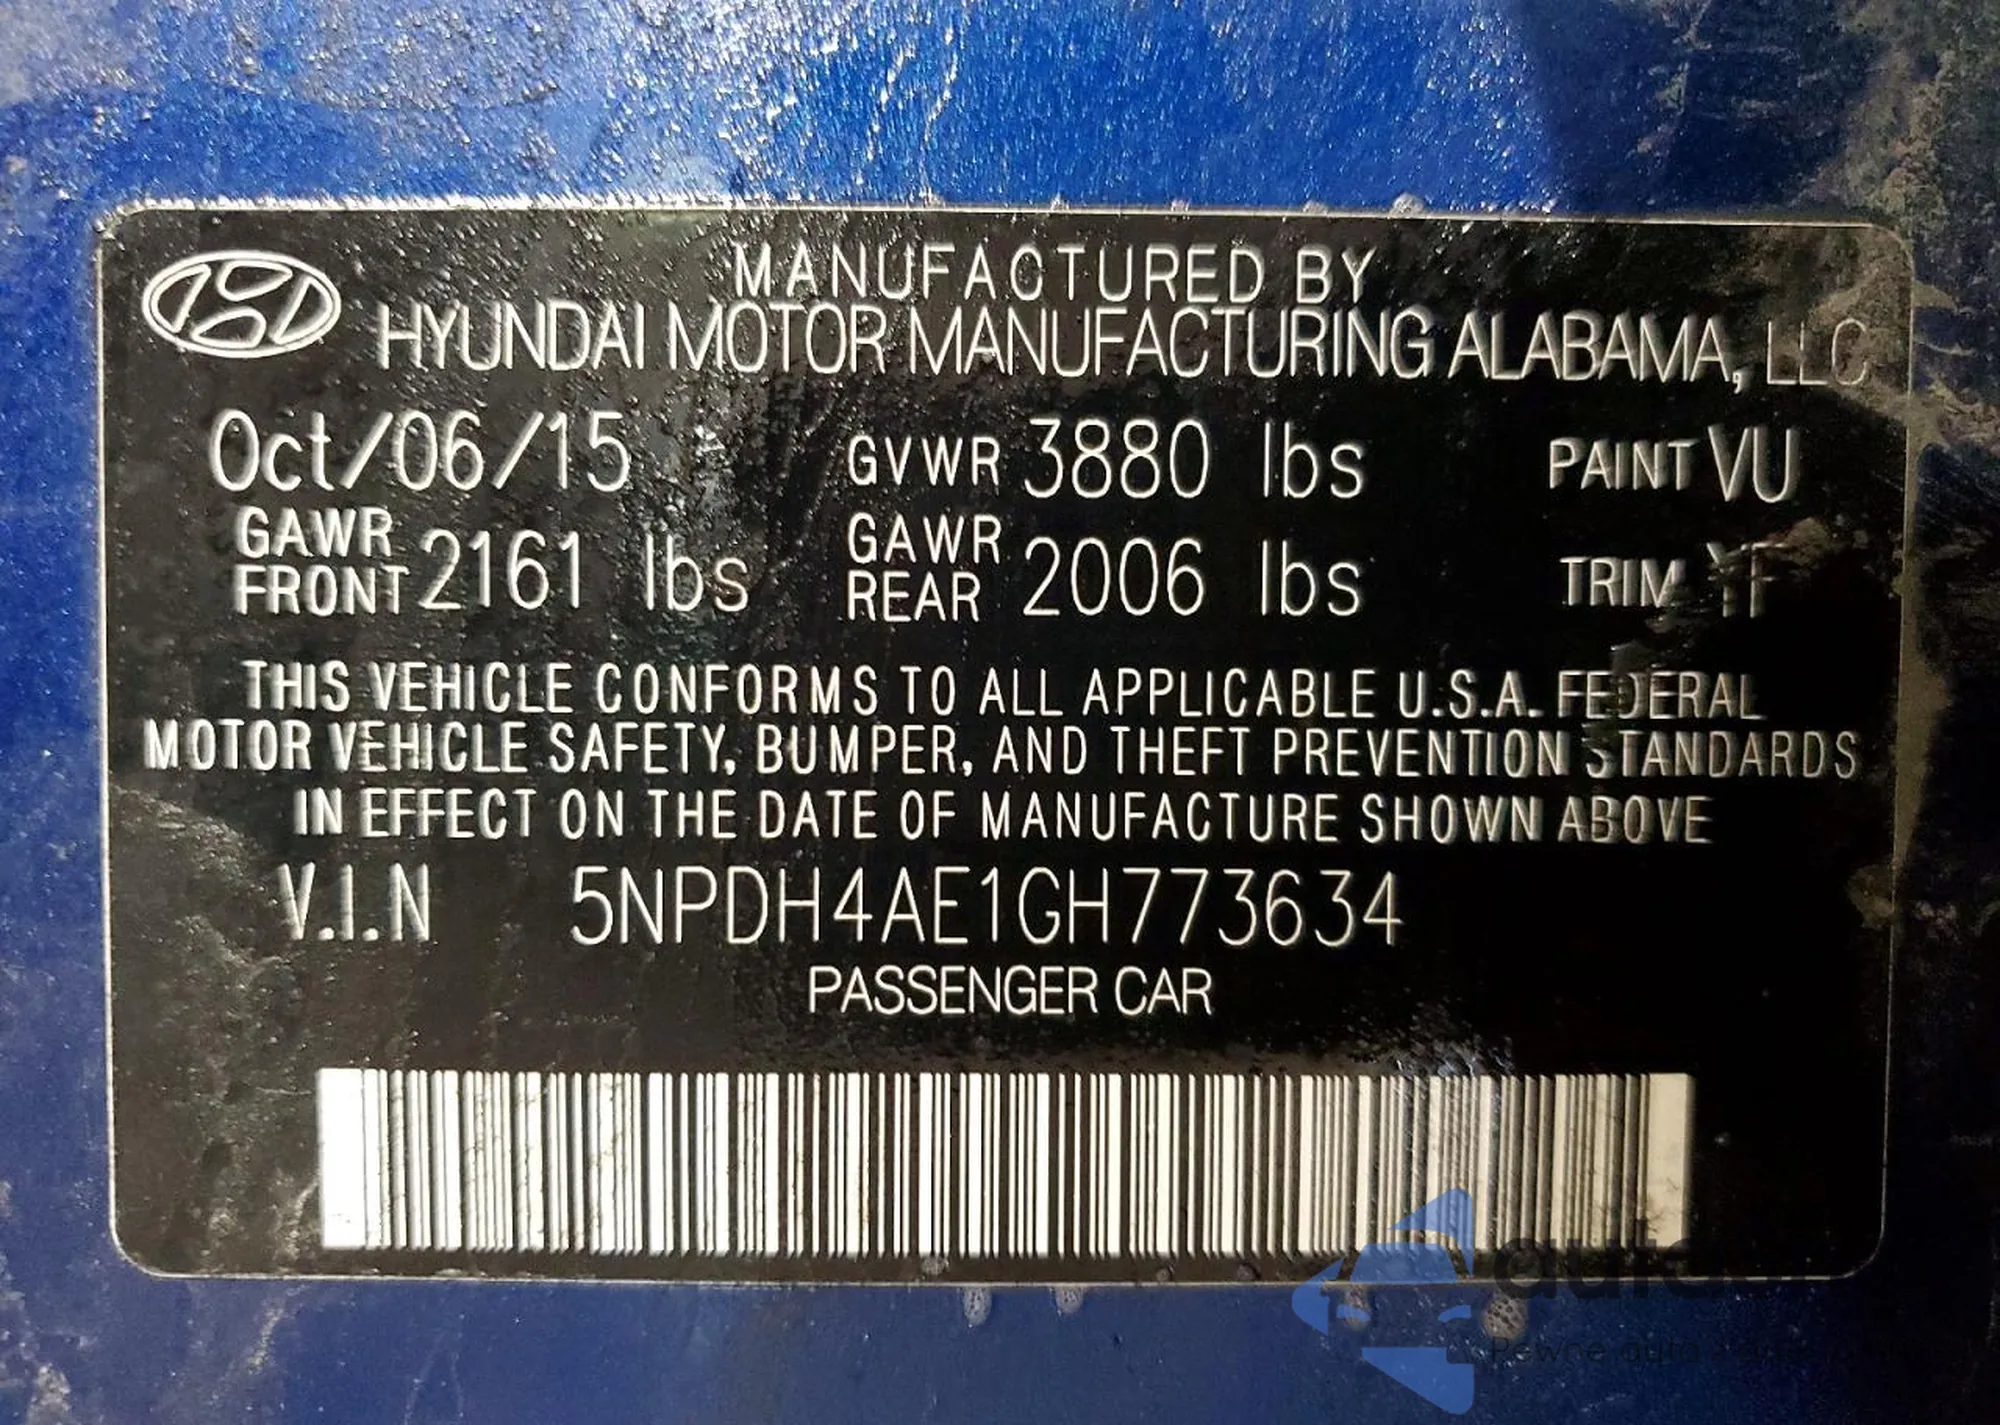 MANUFACTURED BY
HYUNDAI MOTOR MANUFACTURING ALABAMA, LLC
Oct/06/15 GVWR 3880 lbs PAINT VU
GAWR FRONT 2161 lbs GAWR REAR 2006 lbs TRIM
THIS VEHICLE CONFORMS TO ALL APPLICABLE U.S.A. FEDERAL
MOTOR VEHICLE SAFETY, BUMPER, AND THEFT PREVENTION STANDARDS
IN EFFECT ON THE DATE OF MANUFACTURE SHOWN ABOVE
V.I.N 5NPDH4AE1GH773634
PASSENGER CAR
Pewne auto